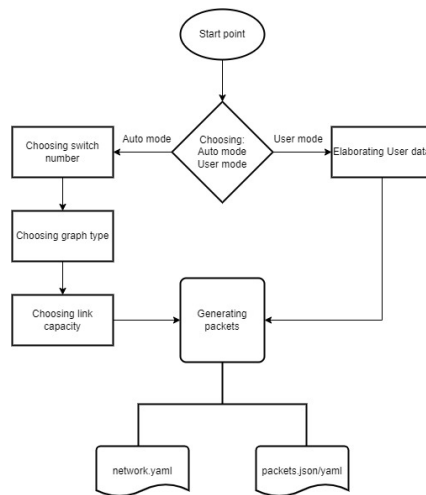 Start point
Auto mode
Choosing:
Auto mode
User mode
User mode
Choosing switch
number
Elaborating User data
Choosing graph type
Choosing link
capacity
Generating
packets
network.yaml
packets.json/yaml